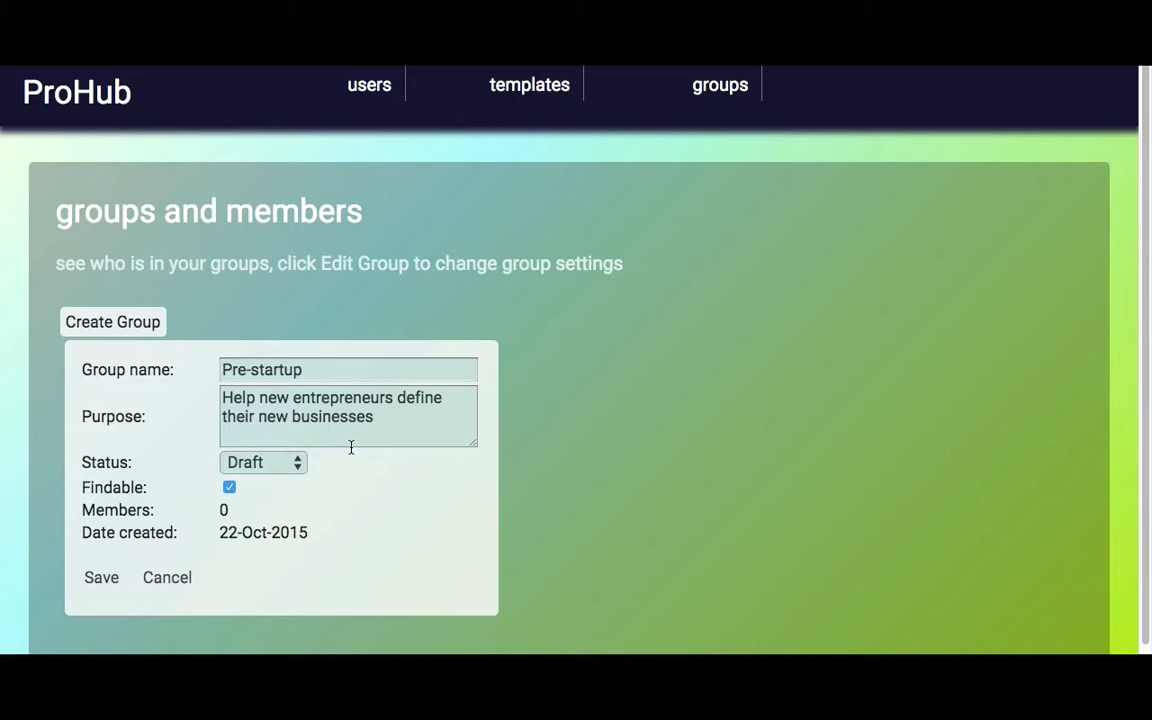 ProHub
users
templates
groups
groups and members
see who is in your groups, click Edit Group to change group settings
Create Group
Group name:
Pre-startup
Purpose:
Help new entrepreneurs define
their new businesses
Status:
Draft
Findable:
Members:
0
Date created:
22-Oct-2015
Save
Cancel